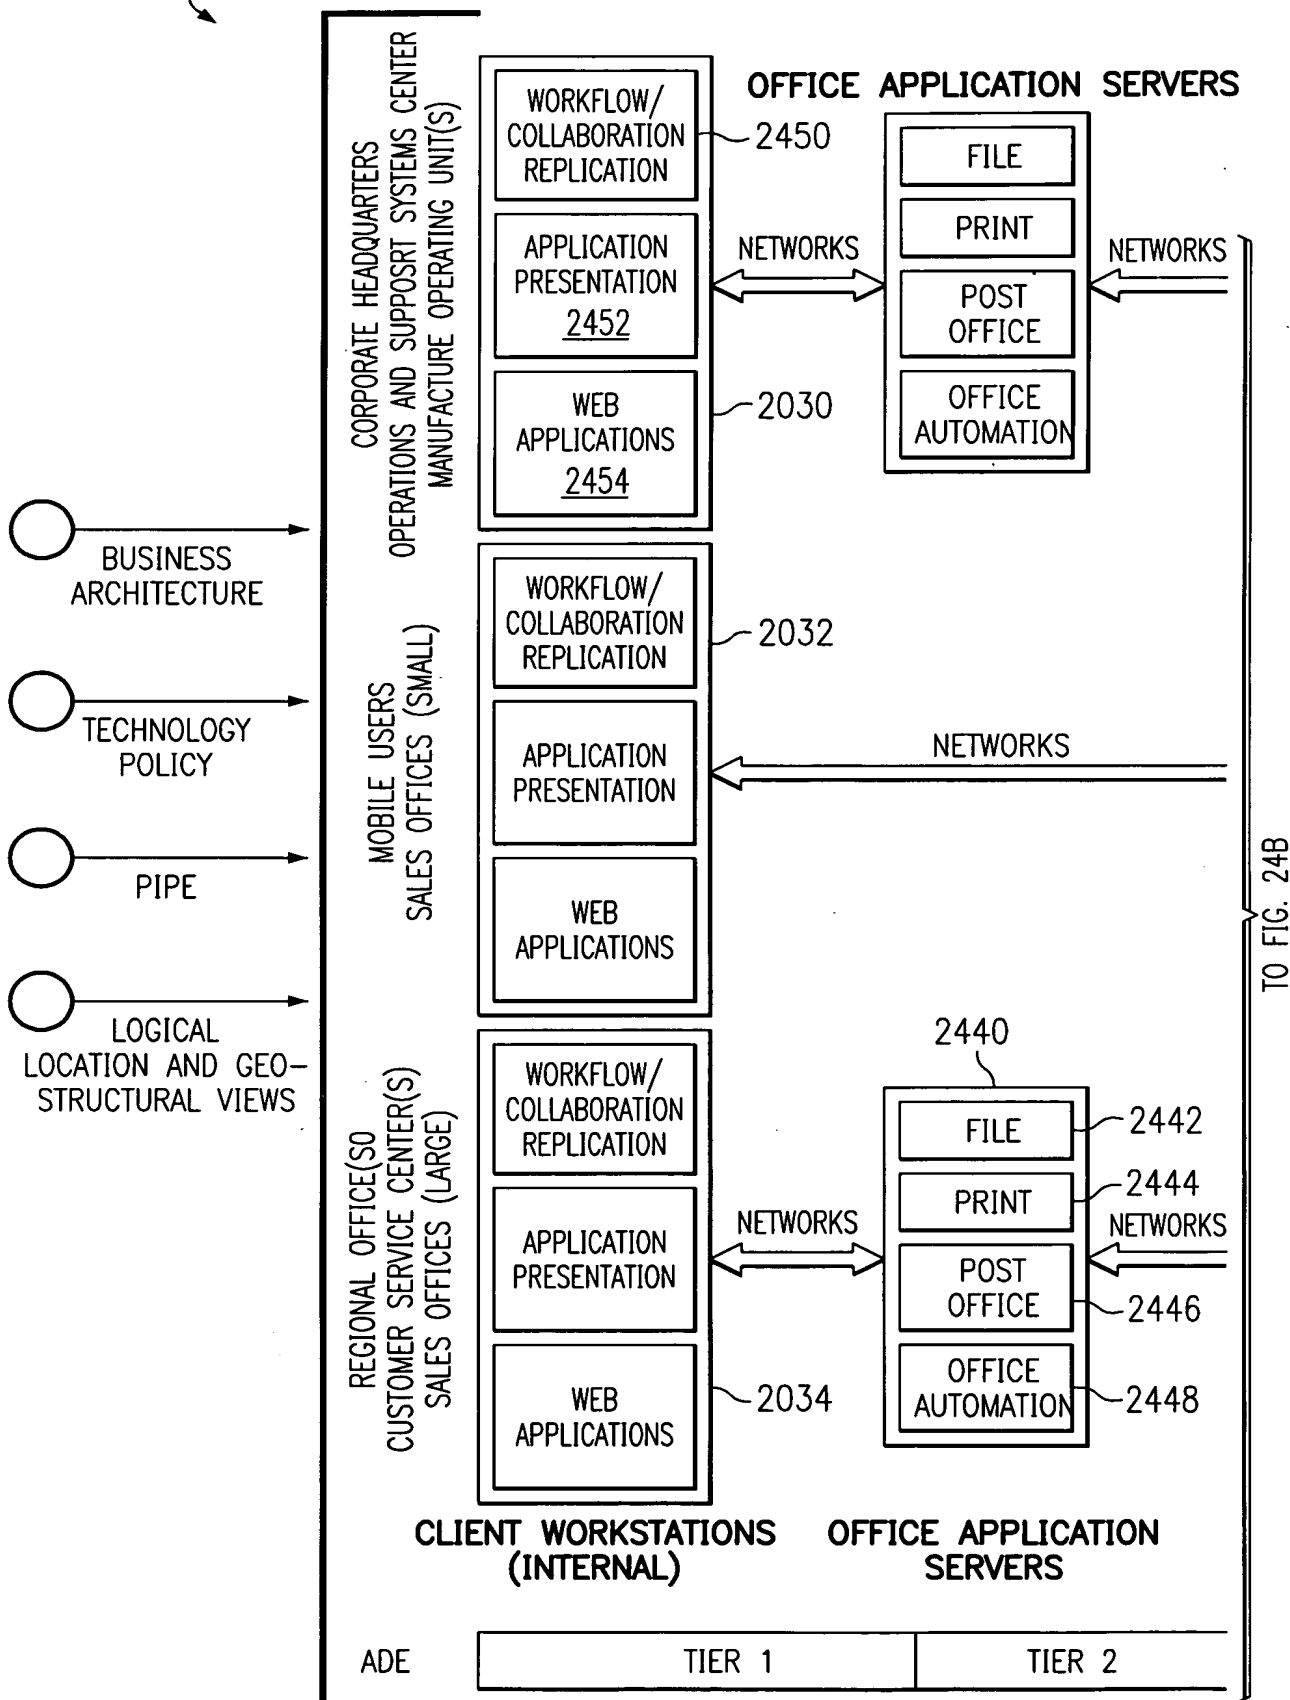 CORPORATE HEADQUARTERS
OPERATIONS AND SUPPOSRT SYSTEMS CENTER
MANUFACTURE OPERATING UNIT(S)
WORKFLOW/
COLLABORATION
REPLICATION
2450
APPLICATION
PRESENTATION
2452
WEB
APPLICATIONS
2454
2030
NETWORKS
OFFICE APPLICATION SERVERS
FILE
PRINT
POST
OFFICE
OFFICE
AUTOMATION
NETWORKS
BUSINESS
ARCHITECTURE
TECHNOLOGY
POLICY
PIPE
LOGICAL
LOCATION AND GEO-
STRUCTURAL VIEWS
MOBILE USERS
SALES OFFICES (SMALL)
WORKFLOW/
COLLABORATION
REPLICATION
2032
APPLICATION
PRESENTATION
WEB
APPLICATIONS
NETWORKS
TO FIG. 24B
REGIONAL OFFICE(SO
CUSTOMER SERVICE CENTER(S)
SALES OFFICES (LARGE)
WORKFLOW/
COLLABORATION
REPLICATION
APPLICATION
PRESENTATION
WEB
APPLICATIONS
2034
NETWORKS
2440
FILE
2442
PRINT
2444
NETWORKS
POST
OFFICE
2446
OFFICE
AUTOMATION
2448
CLIENT WORKSTATIONS
(INTERNAL)
OFFICE APPLICATION
SERVERS
ADE
TIER 1
TIER 2